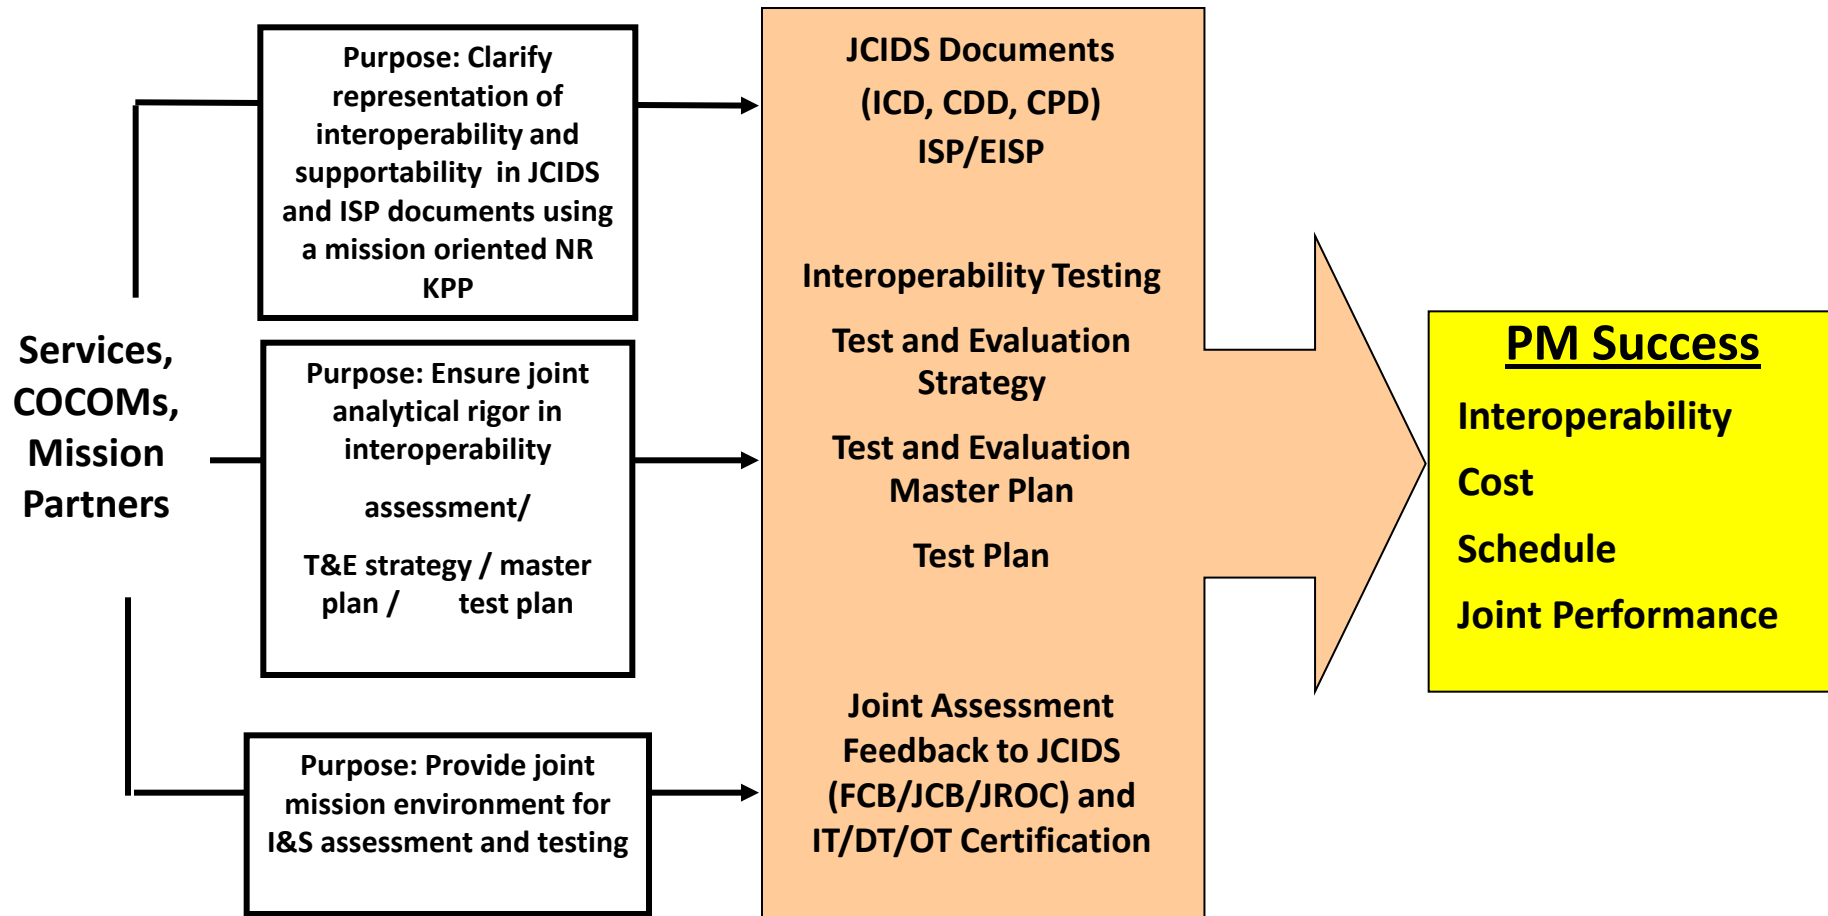 Services,
COCOMs,
Mission
Partners
Purpose: Clarify
representation of
interoperability and
supportability in JCIDS
and ISP documents using
a mission oriented NR
KPP
Purpose: Ensure joint
analytical rigor in
interoperability
assessment/
T&E strategy / master
plan / test plan
Purpose: Provide joint
mission environment for
I&S assessment and testing
JCIDS Documents
(ICD, CDD, CPD)
ISP/EISP
Interoperability Testing
Test and Evaluation
Strategy
Test and Evaluation
Master Plan
Test Plan
Joint Assessment
Feedback to JCIDS
(FCB/JCB/JROC) and
IT/DT/OT Certification
PM Success
Interoperability
Cost
Schedule
Joint Performance